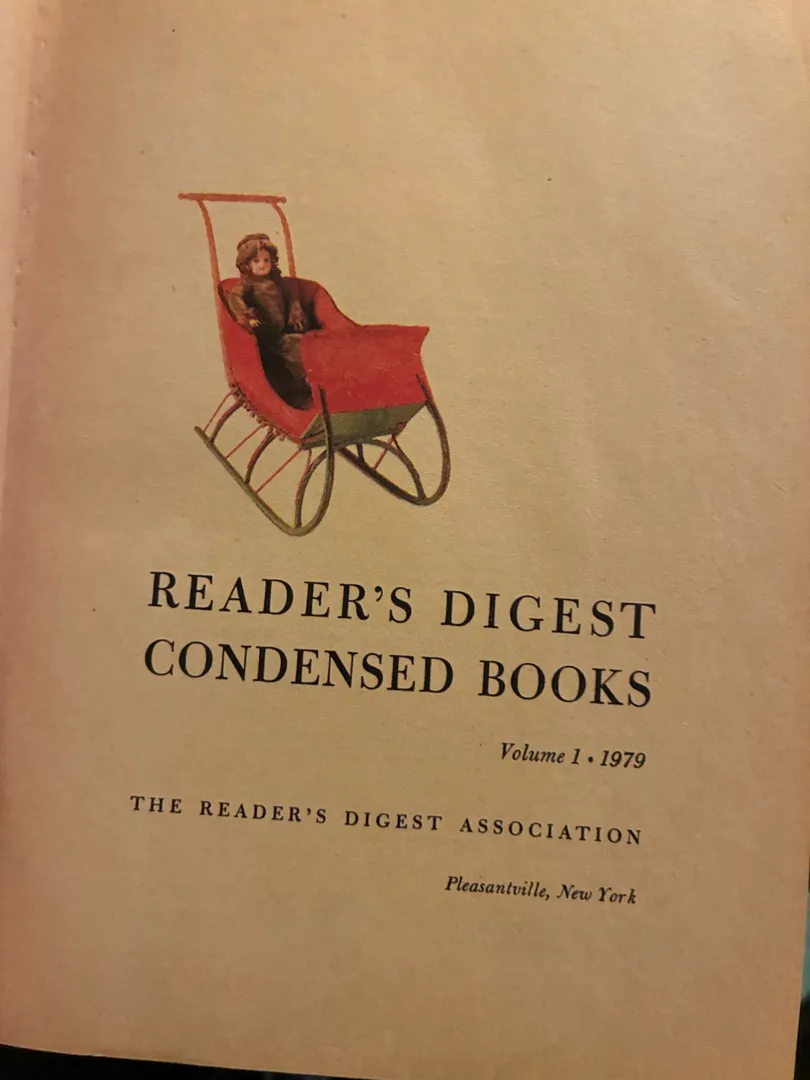 READER'S DIGEST
CONDENSED BOOKS
Volume 1 • 1979
THE READER'S DIGEST ASSOCIATION
Pleasantville, New York